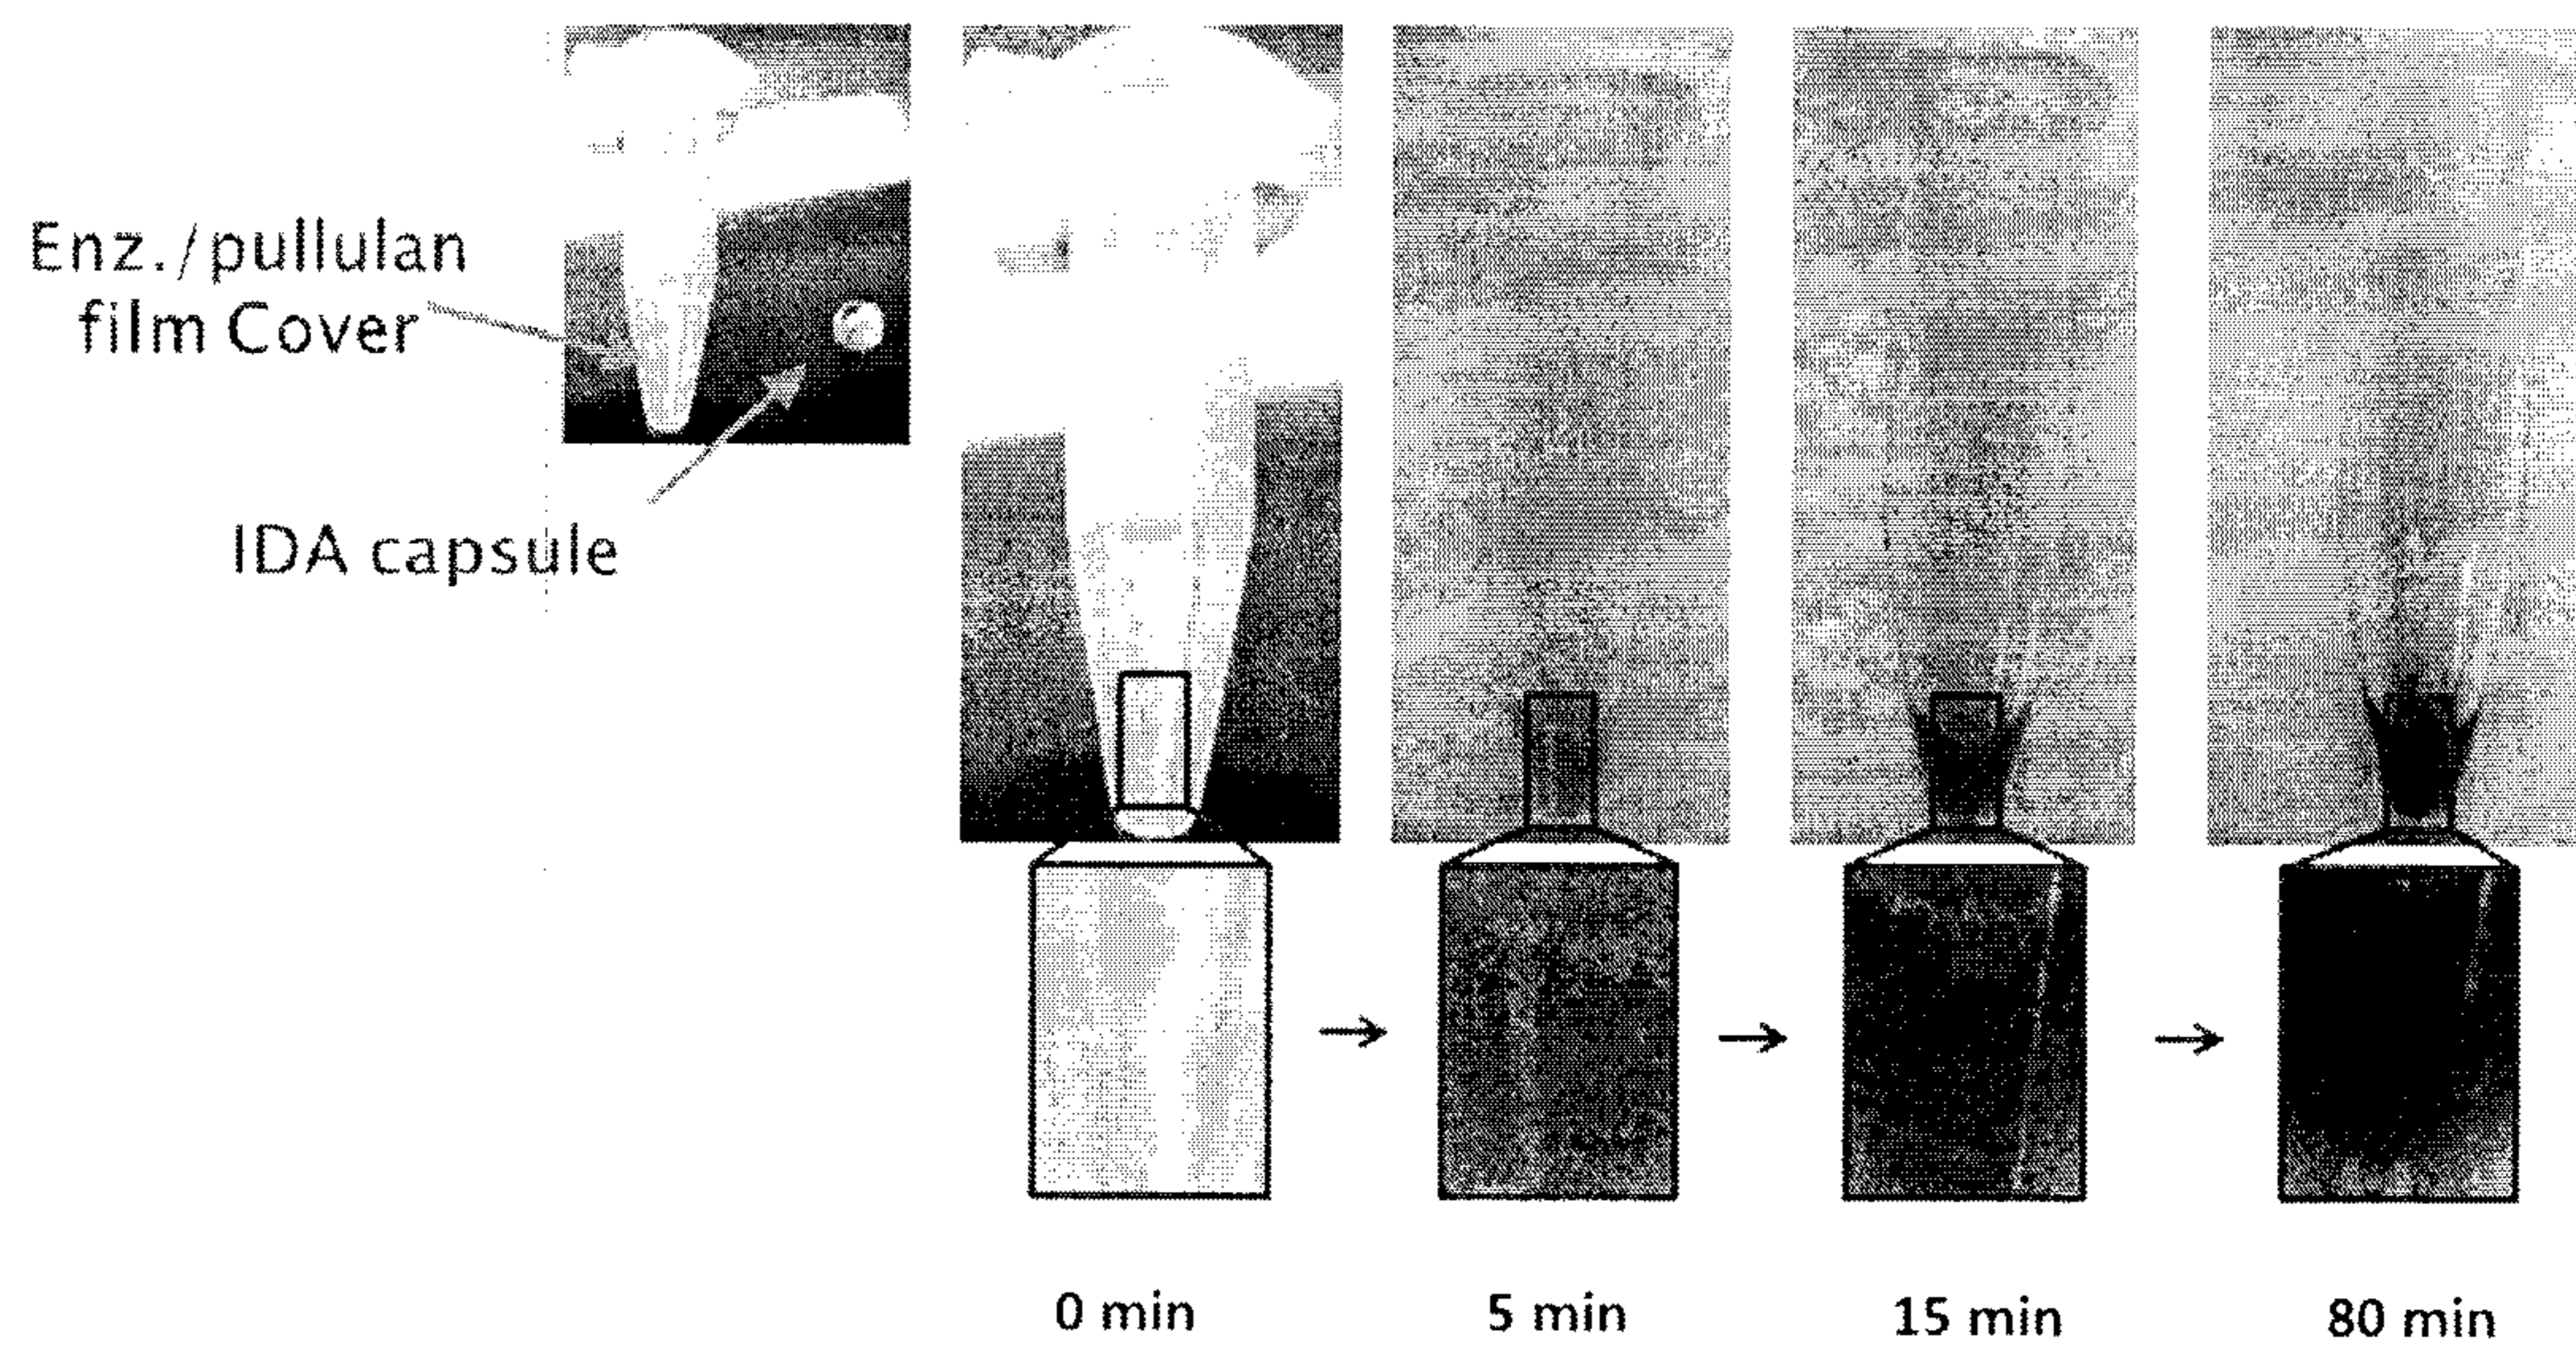 Enz./pullulan
film Cover
IDA capsule
0 min
5 min
15 min
80 min